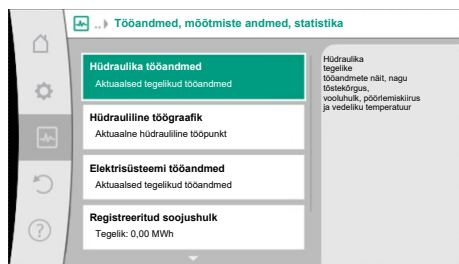 ..
Tööandmed, mõõtmiste andmed, statistika
Hüdraulika tööandmed
Aktuaalsed tegelikud tööandmed
Hüdrauliline töögraafik
Aktuaalne hüdrauliline tööpunkt
Elektrisüsteemi tööandmed
Aktuaalsed tegelikud tööandmed
Registreeritud soojushulk
Tegelik: 0,00 MWh
Hüdraulika
tegelike
tööandmete näit, nagu
tõstekõrgus,
vooluhulk, pöörlemiskiirus
ja vedeliku temperatuur